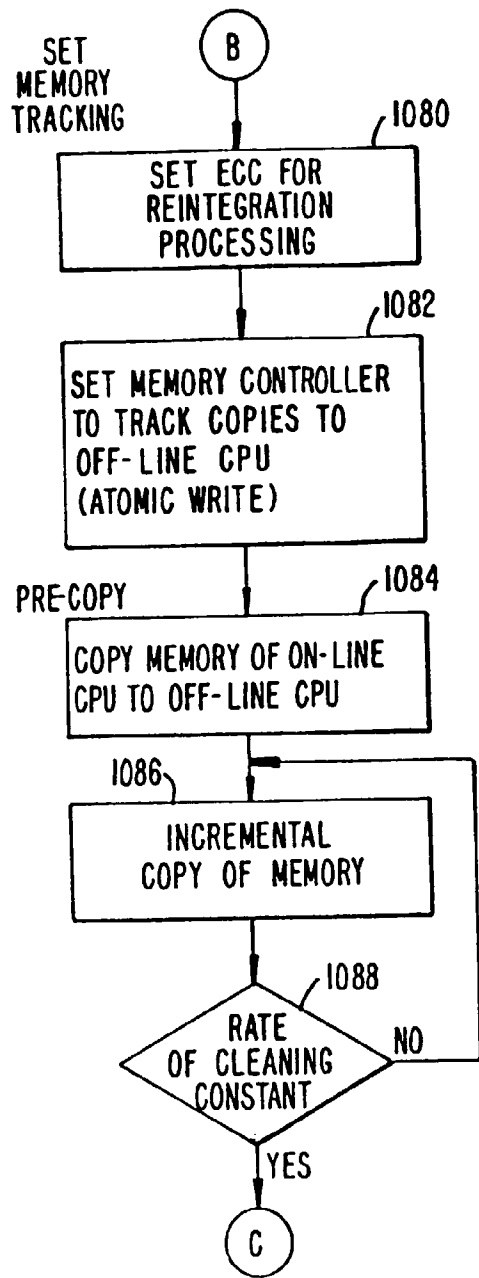 SET
MEMORY
TRACKING
B
1080
SET ECC FOR
REINTEGRATION
PROCESSING
1082
SET MEMORY CONTROLLER
TO TRACK COPIES TO
OFF-LINE CPU
(ATOMIC WRITE)
PRE-COPY
1084
COPY MEMORY OF ON-LINE
CPU TO OFF-LINE CPU
1086
INCREMENTAL
COPY OF MEMORY
1088
RATE
OF CLEANING
CONSTANT
NO
YES
C